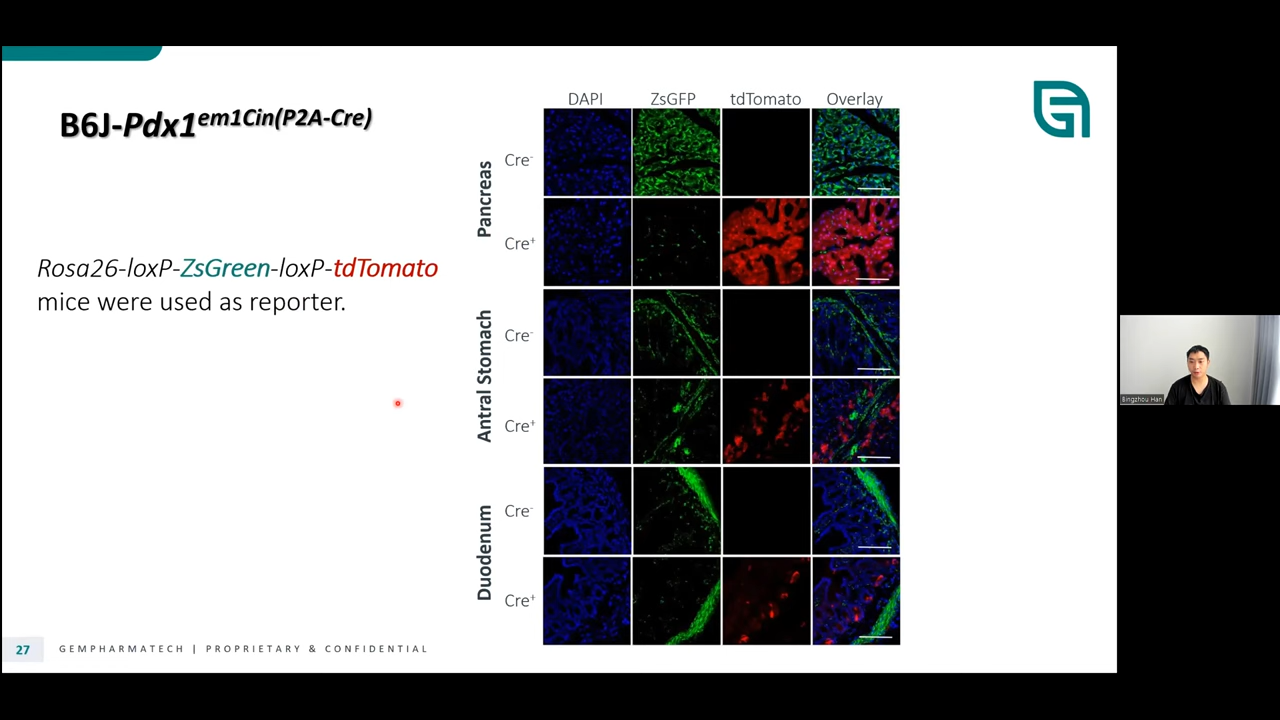 B6J-Pdx1em1Cin(P2A-Cre)
Rosa26-loxP-ZsGreen-loxP-tdTomato
mice were used as reporter.
DAPI ZsGFP tdTomato Overlay
Pancreas
Cre-
Cre+
Antral Stomach
Cre-
Cre+
Duodenum
Cre-
Cre+
Bingzhou Han
27 GEMPHARMATECH | PROPRIETARY & CONFIDENTIAL